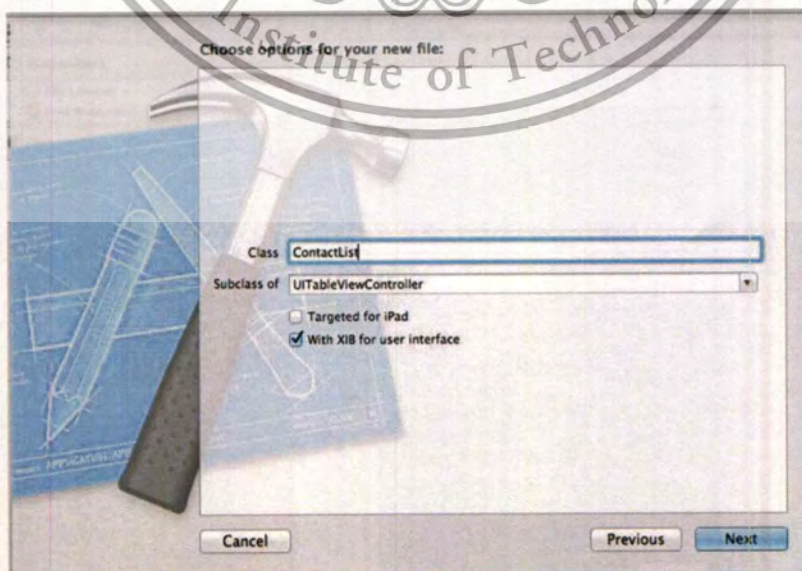 Institute of Technol
Choose options for your new file:
Class ContactList
Subclass of UITableViewController
Targeted for iPad
With XIB for user interface
Cancel
Previous
Next